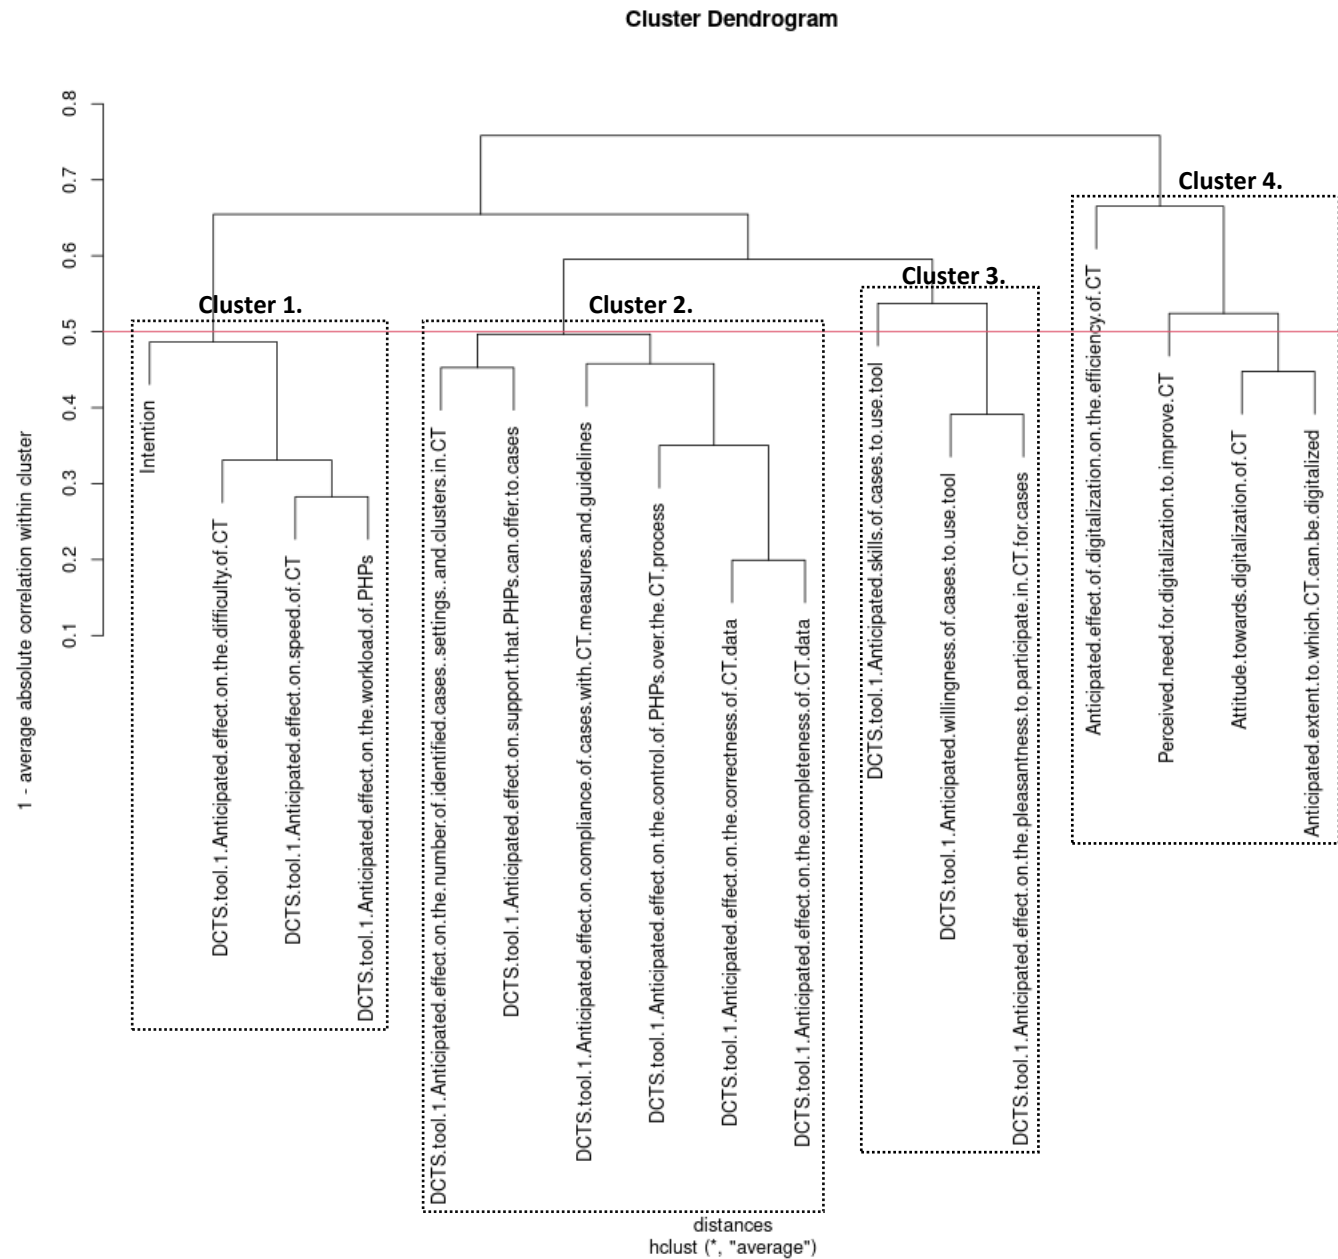 Cluster Dendrogram
1 - average absolute correlation within cluster
0.8
0.7
0.6
0.5
0.4
0.3
0.2
0.1
Cluster 1.
Cluster 2.
Cluster 3.
Cluster 4.
Intention
DCTS.tool.1.Anticipated.effect.on.the.difficulty.of.CT
DCTS.tool.1.Anticipated.effect.on.speed.of.CT
DCTS.tool.1.Anticipated.effect.on.the.workload.of.PHPs
DCTS.tool.1.Anticipated.effect.on.the.number.of.identified.cases..settings..and.clusters.in.CT
DCTS.tool.1.Anticipated.effect.on.support.that.PHPs.can.offer.to.cases
DCTS.tool.1.Anticipated.effect.on.compliance.of.cases.with.CT.measures.and.guidelines
DCTS.tool.1.Anticipated.effect.on.the.control.of.PHPs.over.the.CT.process
DCTS.tool.1.Anticipated.effect.on.the.correctness.of.CT.data
DCTS.tool.1.Anticipated.effect.on.the.completeness.of.CT.data
DCTS.tool.1.Anticipated.skills.of.cases.to.use.tool
DCTS.tool.1.Anticipated.willingness.of.cases.to.use.tool
DCTS.tool.1.Anticipated.effect.on.the.pleasantness.to.participate.in.CT.for.cases
Anticipated.effect.of.digitalization.on.the.efficiency.of.CT
Perceived.need.for.digitalization.to.improve.CT
Attitude.towards.digitalization.of.CT
Anticipated.extent.to.which.CT.can.be.digitalized
distances
hclust (*, "average")